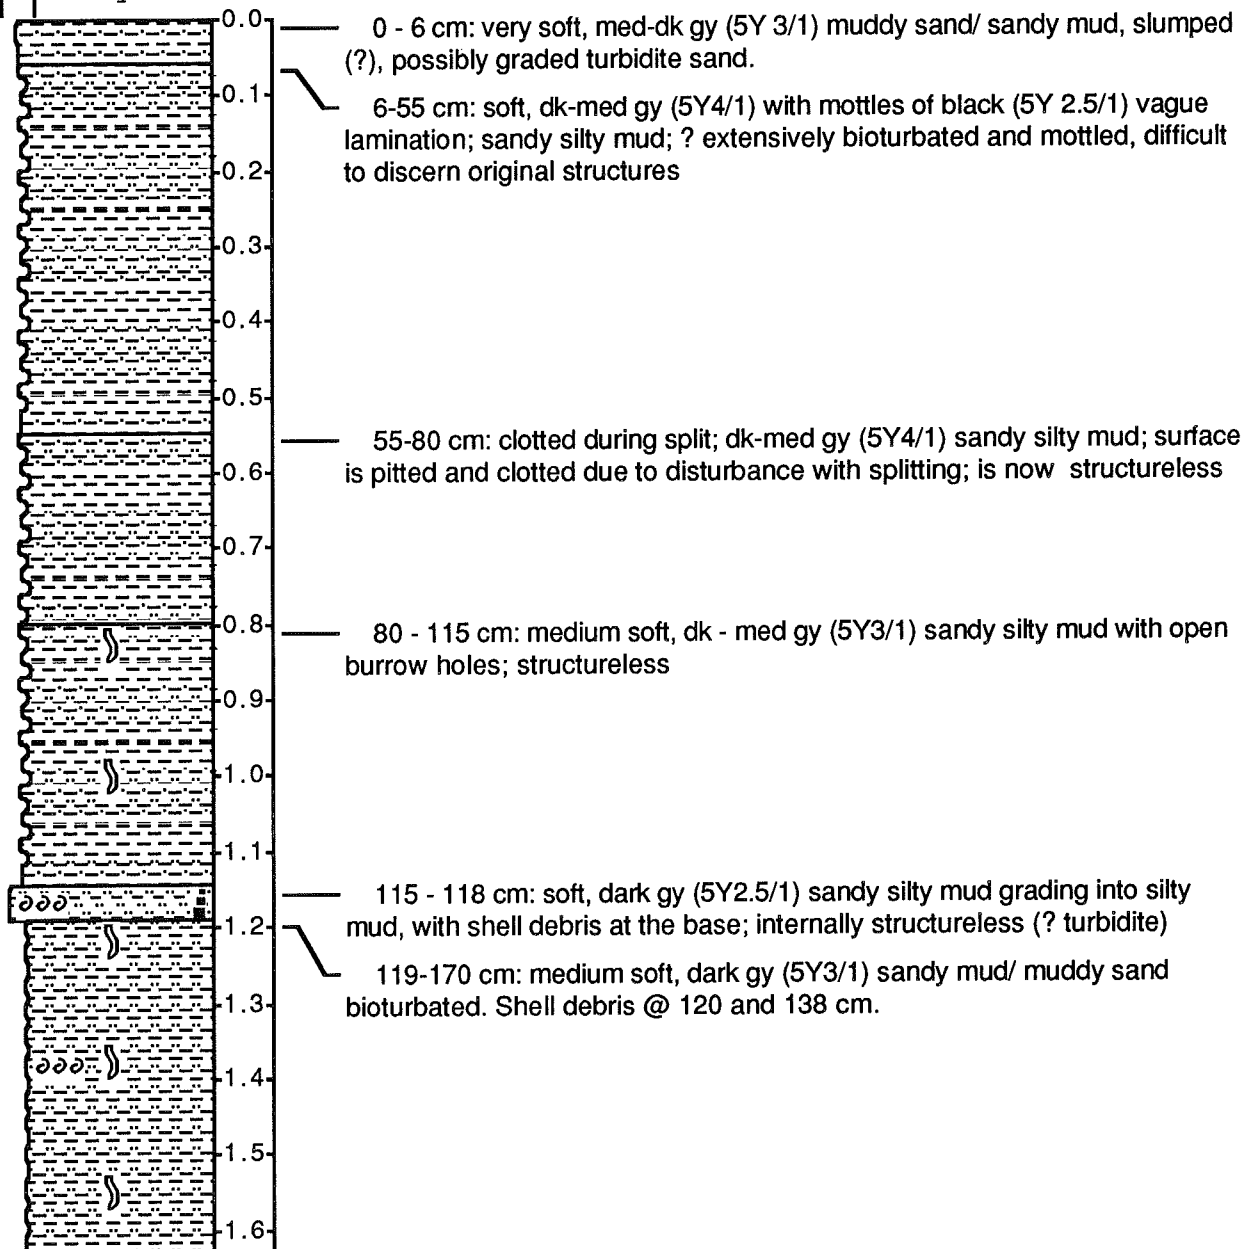 0.0
0 - 6 cm: very soft, med-dk gy (5Y 3/1) muddy sand/ sandy mud, slumped
(?), possibly graded turbidite sand.
0.1
6-55 cm: soft, dk-med gy (5Y4/1) with mottles of black (5Y 2.5/1) vague
lamination; sandy silty mud; ? extensively bioturbated and mottled, difficult
to discern original structures
0.2
0.3
0.4
0.5
55-80 cm: clotted during split; dk-med gy (5Y4/1) sandy silty mud; surface
is pitted and clotted due to disturbance with splitting; is now structureless
0.6
0.7
0.8
80 - 115 cm: medium soft, dk - med gy (5Y3/1) sandy silty mud with open
burrow holes; structureless
0.9
1.0
1.1
115 - 118 cm: soft, dark gy (5Y2.5/1) sandy silty mud grading into silty
mud, with shell debris at the base; internally structureless (? turbidite)
1.2
119-170 cm: medium soft, dark gy (5Y3/1) sandy mud/ muddy sand
bioturbated. Shell debris @ 120 and 138 cm.
1.3
1.4
1.5
1.6